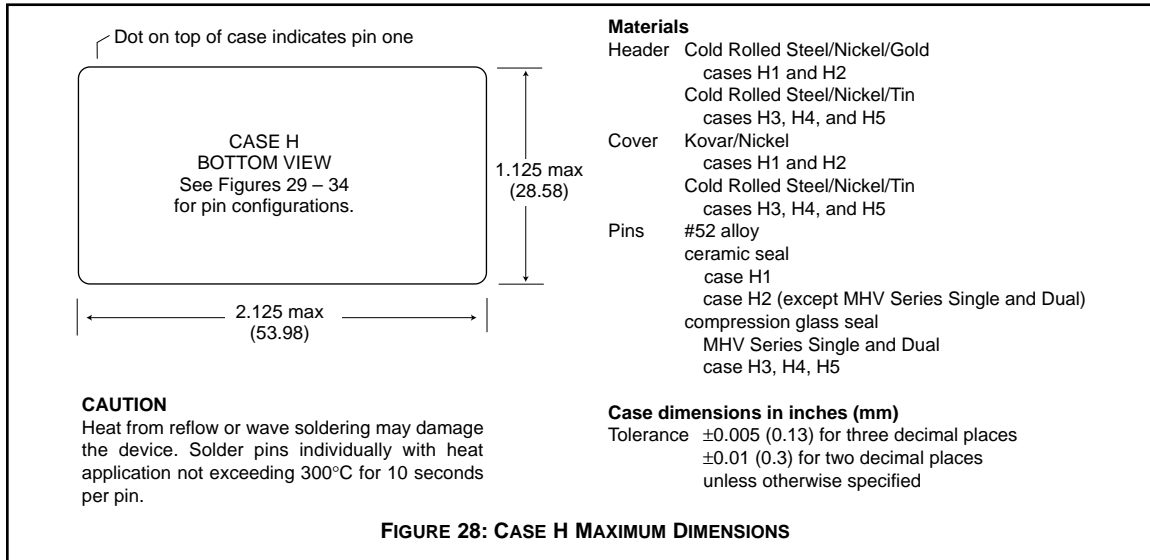 Dot on top of case indicates pin one
CASE H
BOTTOM VIEW
See Figures 29 – 34
for pin configurations.
1.125 max
(28.58)
2.125 max
(53.98)
CAUTION
Heat from reflow or wave soldering may damage
the device. Solder pins individually with heat
application not exceeding 300°C for 10 seconds
per pin.
Materials
Header Cold Rolled Steel/Nickel/Gold
cases H1 and H2
Cold Rolled Steel/Nickel/Tin
cases H3, H4, and H5
Cover Kovar/Nickel
cases H1 and H2
Cold Rolled Steel/Nickel/Tin
cases H3, H4, and H5
Pins #52 alloy
ceramic seal
case H1
case H2 (except MHV Series Single and Dual)
compression glass seal
MHV Series Single and Dual
case H3, H4, H5
Case dimensions in inches (mm)
Tolerance ±0.005 (0.13) for three decimal places
±0.01 (0.3) for two decimal places
unless otherwise specified
FIGURE 28: CASE H MAXIMUM DIMENSIONS